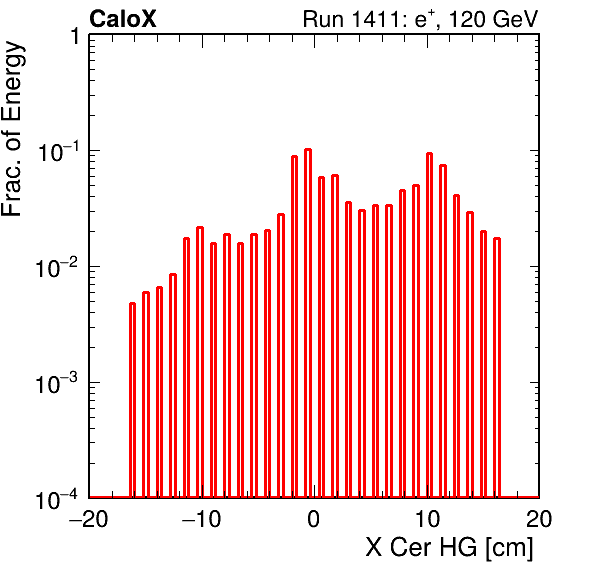 CaloX Run 1411: e⁺, 120 GeV
Frac. of Energy
1
10⁻¹
10⁻²
10⁻³
10⁻⁴
−20 −10 0 10 20
X Cer HG [cm]